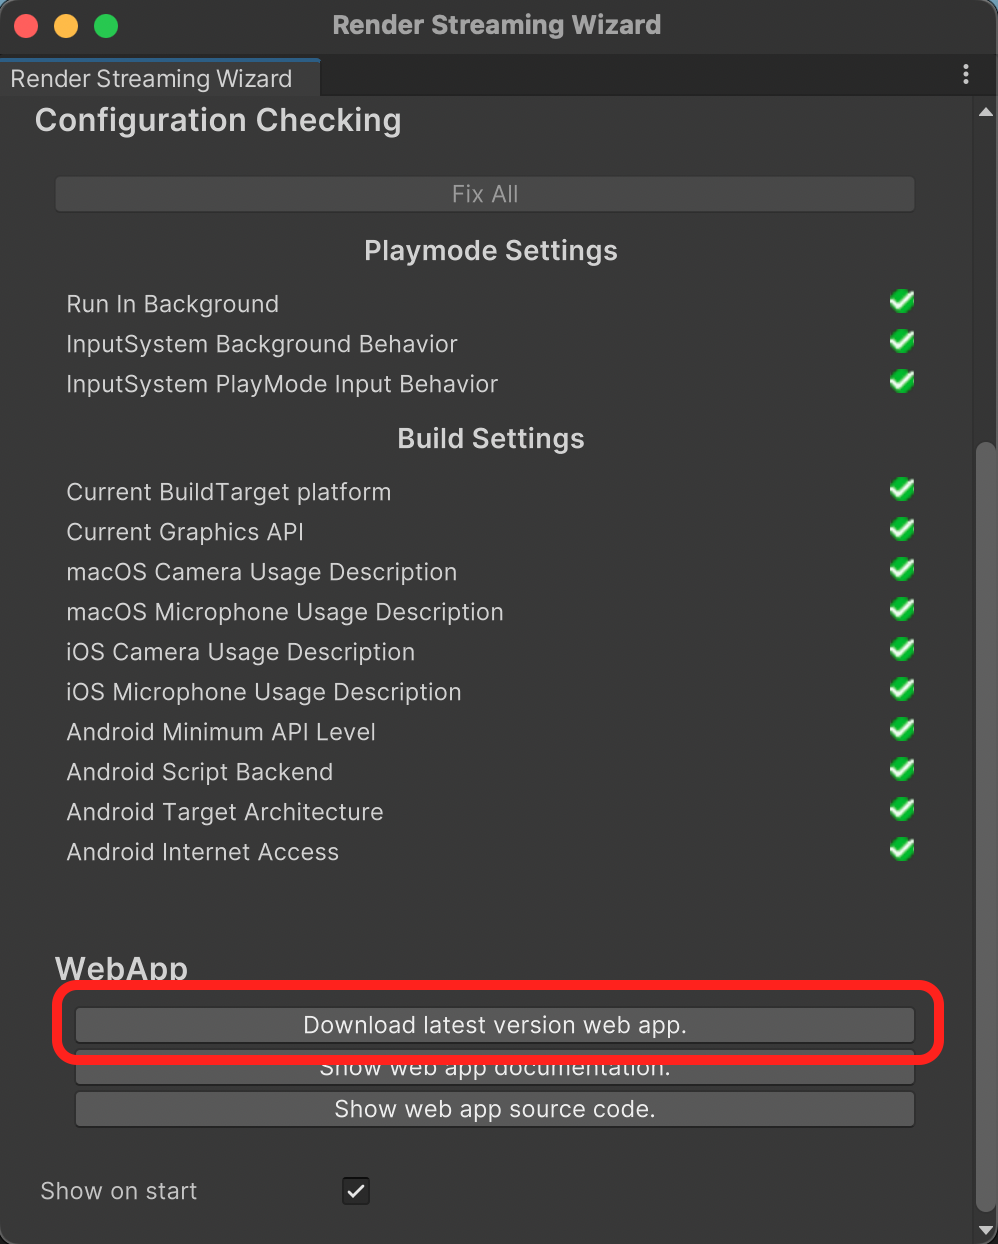 Render Streaming Wizard
Render Streaming Wizard
Configuration Checking
Fix All
Playmode Settings
Run In Background
InputSystem Background Behavior
InputSystem PlayMode Input Behavior
Build Settings
Current BuildTarget platform
Current Graphics API
macOS Camera Usage Description
macOS Microphone Usage Description
iOS Camera Usage Description
iOS Microphone Usage Description
Android Minimum API Level
Android Script Backend
Android Target Architecture
Android Internet Access
WebApp
Download latest version web app.
Show web app documentation.
Show web app source code.
Show on start